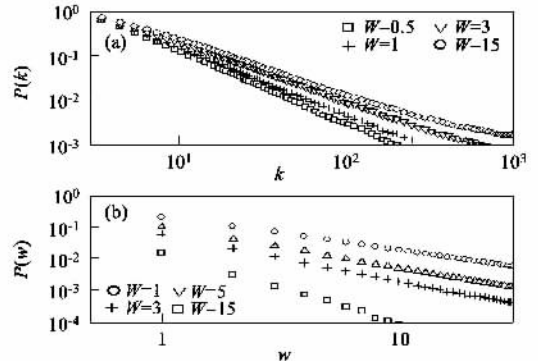 10⁰
(a)
□ W−0.5 ▽ W=3
+ W=1 ○ W−15
10⁻¹
P(k)
10⁻²
10⁻³
10¹ 10² 10³
k
10⁰
(b)
10⁻¹
P(w)
10⁻²
10⁻³
○ W=1 ▽ W=5
+ W=3 □ W−15
10⁻⁴
1 10
w